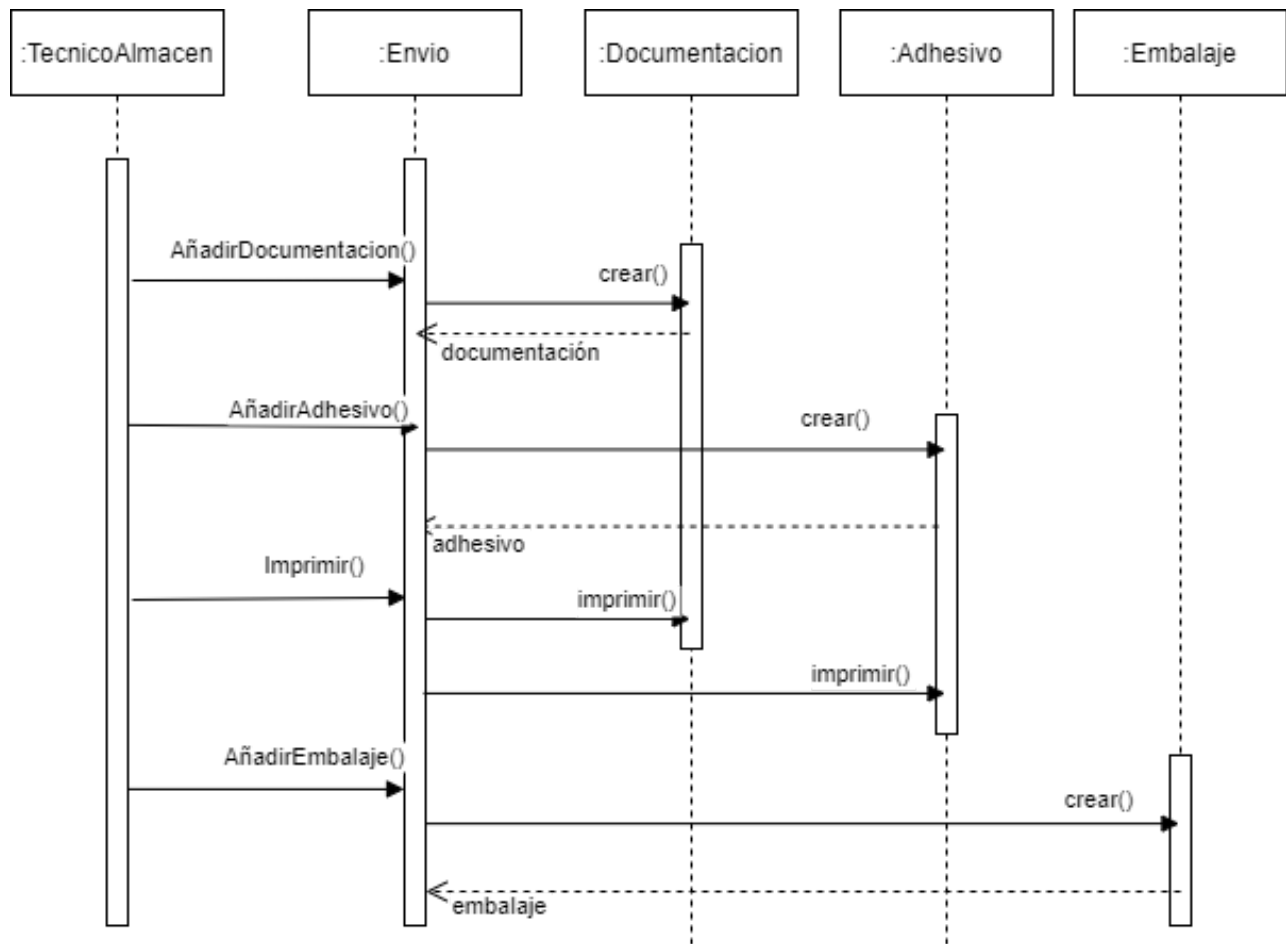 :TecnicoAlmacen
:Envio
:Documentacion
:Adhesivo
:Embalaje
AñadirDocumentacion()
crear()
documentación
AñadirAdhesivo()
crear()
adhesivo
Imprimir()
imprimir()
imprimir()
AñadirEmbalaje()
crear()
embalaje